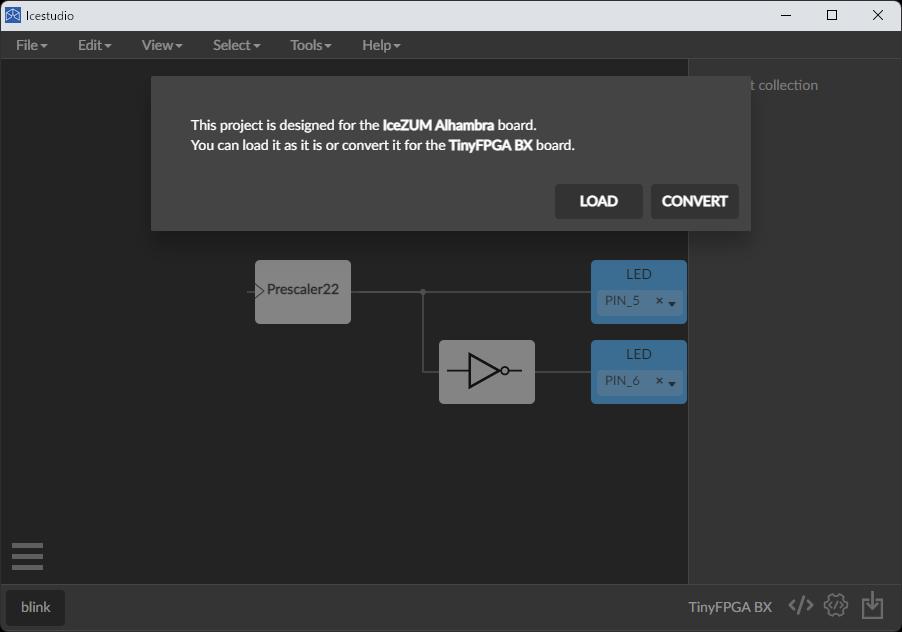 Icestudio
File Edit View Select Tools Help
t collection
This project is designed for the IceZUM Alhambra board.
You can load it as it is or convert it for the TinyFPGA BX board.
LOAD CONVERT
Prescaler22
LED
PIN_5
LED
PIN_6
blink
TinyFPGA BX